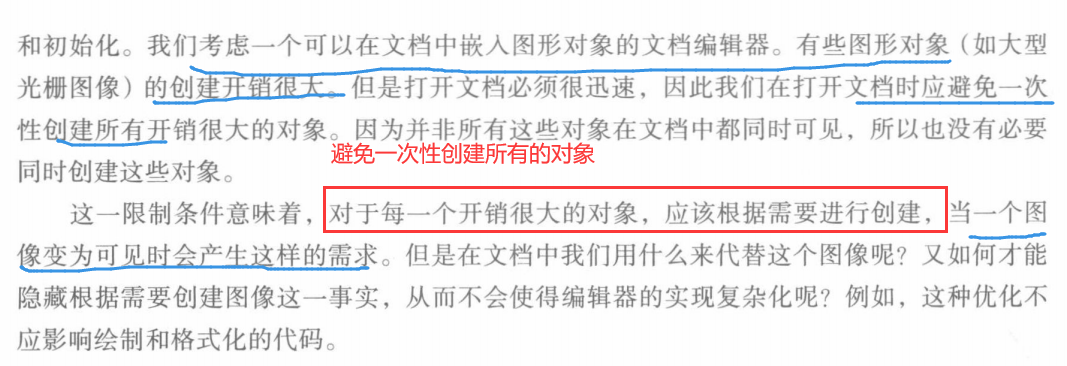 和初始化。我们考虑一个可以在文档中嵌入图形对象的文档编辑器。有些图形对象（如大型
光栅图像）的创建开销很大。但是打开文档必须很迅速，因此我们在打开文档时应避免一次
性创建所有开销很大的对象。因为并非所有这些对象在文档中都同时可见，所以也没有必要
避免一次性创建所有的对象
同时创建这些对象。
这一限制条件意味着，对于每一个开销很大的对象，应该根据需要进行创建，当一个图
像变为可见时会产生这样的需求。但是在文档中我们用什么来代替这个图像呢？又如何才能
隐藏根据需要创建图像这一事实，从而不会使得编辑器的实现复杂化呢？例如，这种优化不
应影响绘制和格式化的代码。